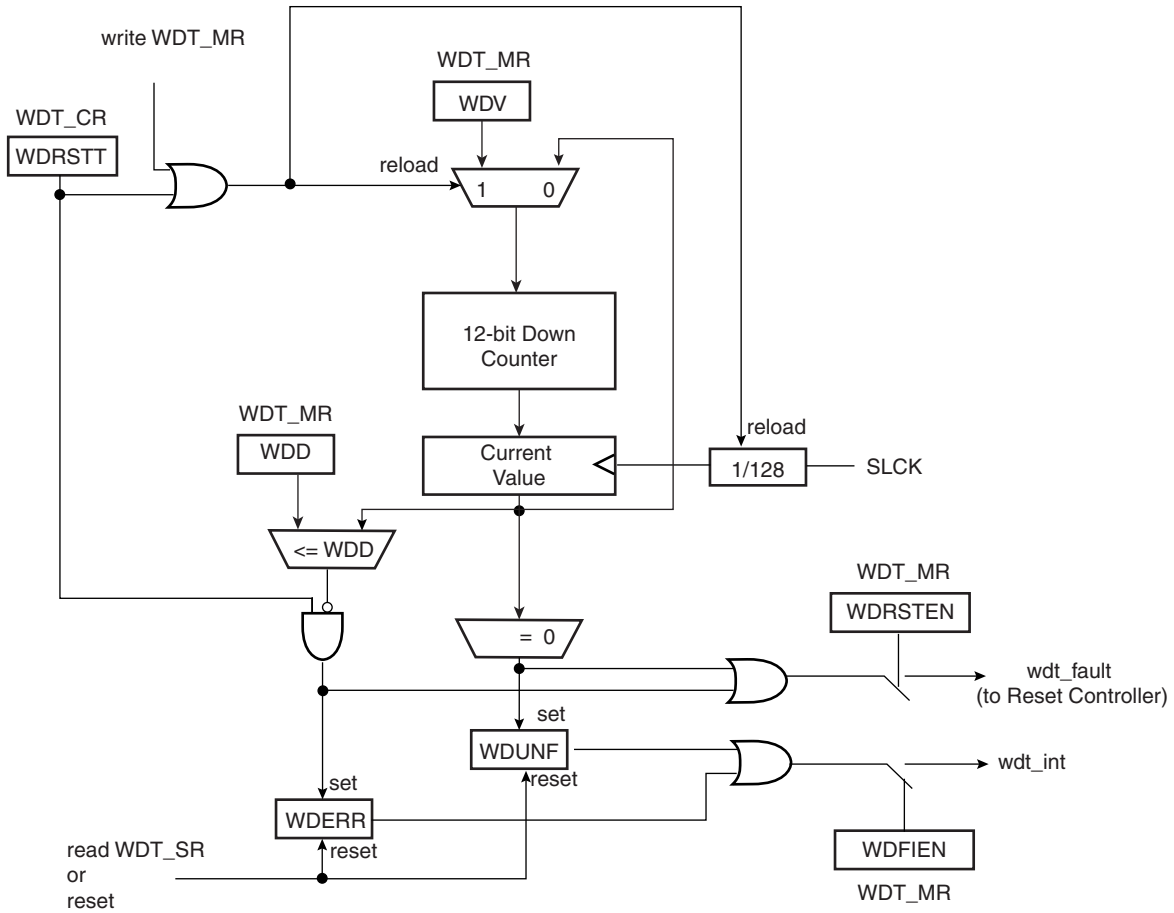 write WDT_MR
WDT_MR
WDV
WDT_CR
WDRSTT
reload
1 0
12-bit Down
Counter
WDT_MR
WDD
Current
Value
reload
1/128
SLCK
<= WDD
= 0
WDT_MR
WDRSTEN
wdt_fault
(to Reset Controller)
set
WDUNF
reset
wdt_int
set
WDERR
reset
WDFIEN
WDT_MR
read WDT_SR
or
reset